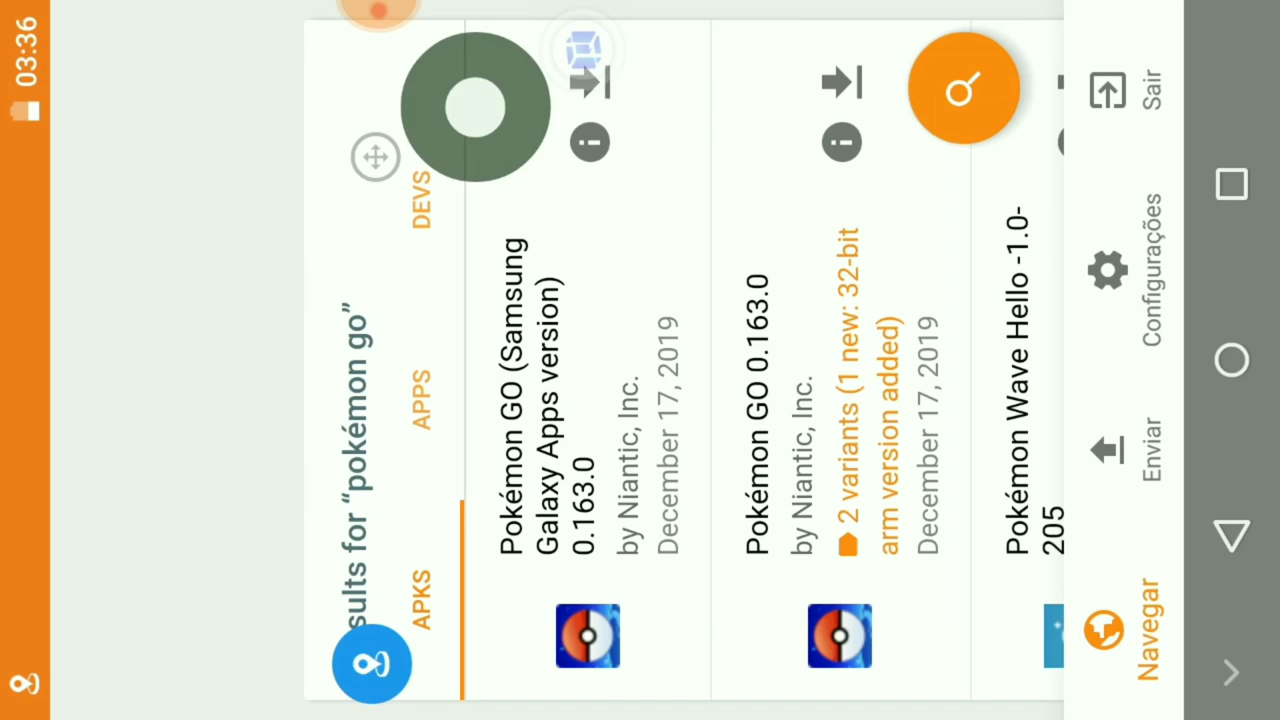 03:36
sults for “pokémon go”
APKS APPS DEVS
Pokémon GO (Samsung
Galaxy Apps version)
0.163.0
by Niantic, Inc.
December 17, 2019
Pokémon GO 0.163.0
by Niantic, Inc.
2 variants (1 new: 32-bit
arm version added)
December 17, 2019
Pokémon Wave Hello -1.0-
205
Navegar Enviar Configurações Sair